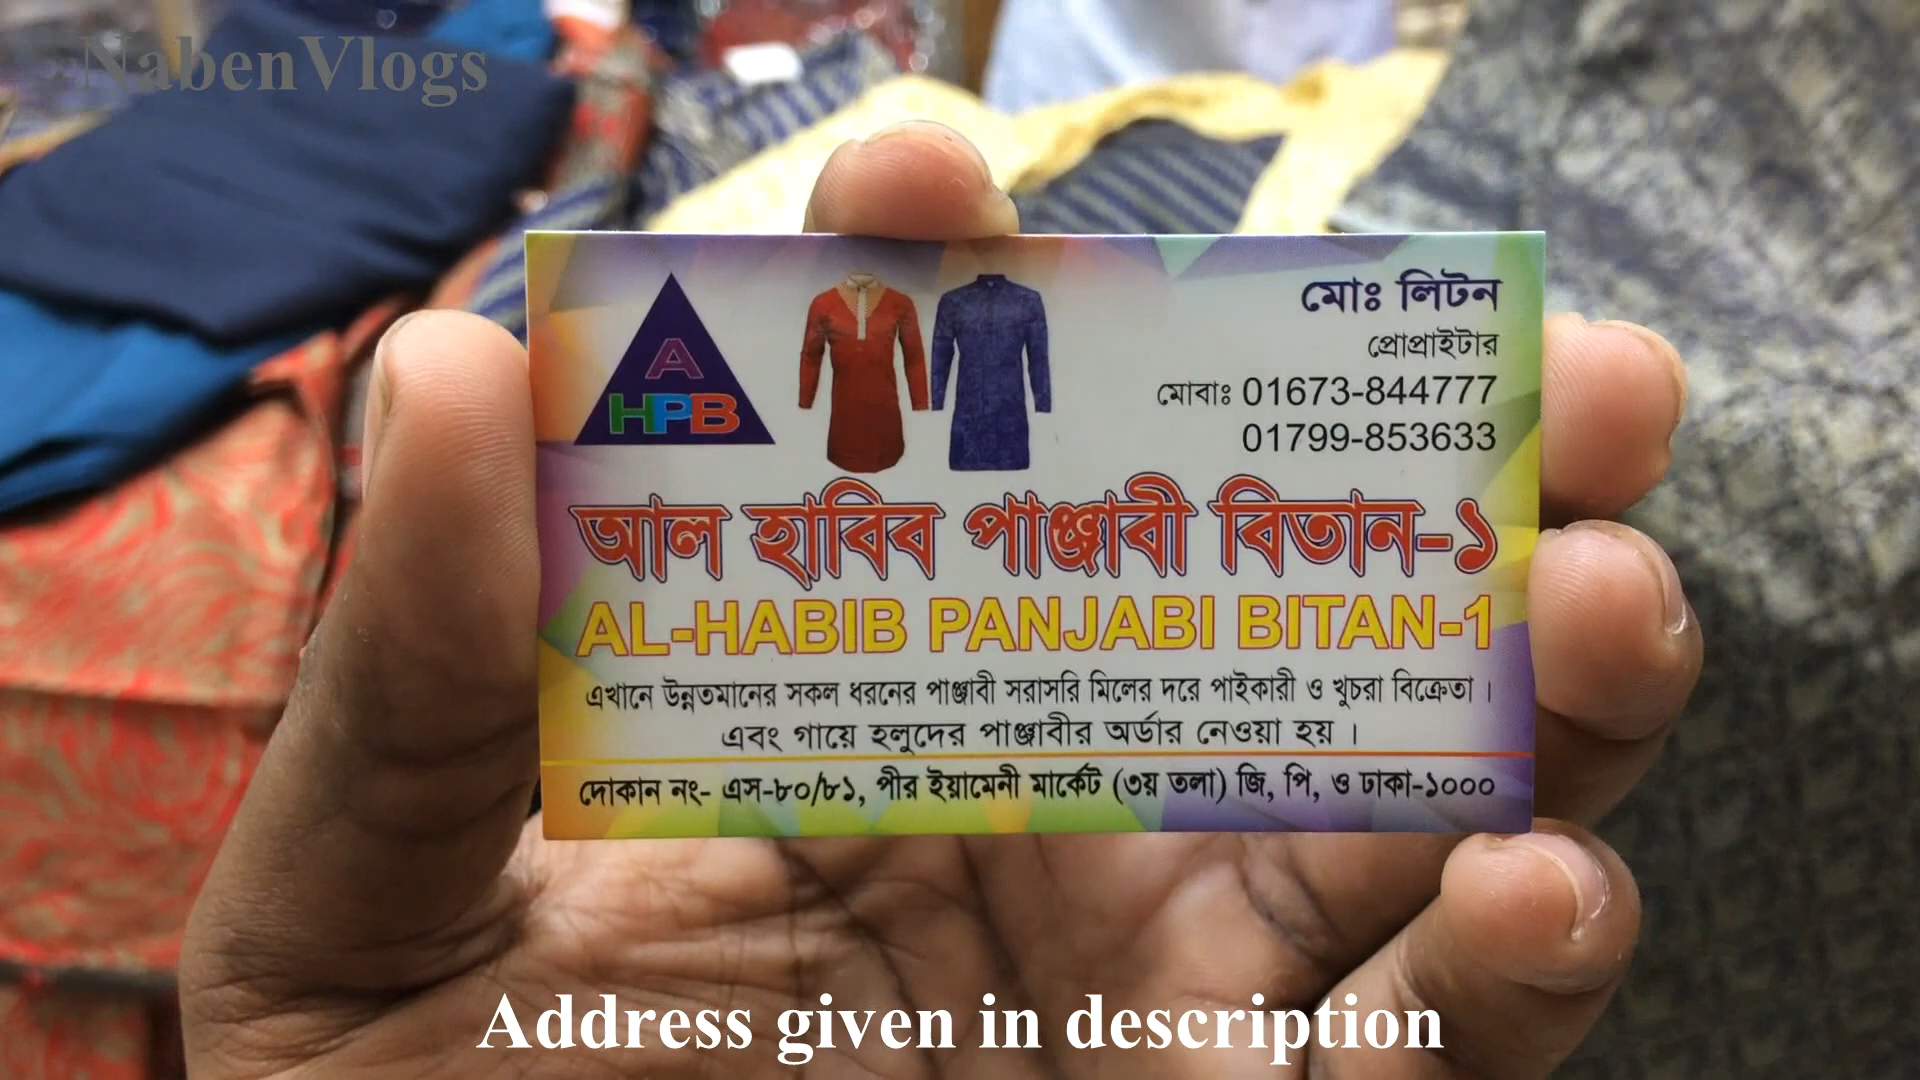 NabenVlogs
A
HPB
মোঃ লিটন
প্রোপ্রাইটার
মোবাঃ 01673-844777
01799-853633
আল হাবিব পাঞ্জাবী বিতান-১
AL-HABIB PANJABI BITAN-1
এখানে উন্নতমানের সকল ধরনের পাঞ্জাবী সরাসরি মিলের দরে পাইকারী ও খুচরা বিক্রেতা।
এবং গায়ে হলুদের পাঞ্জাবীর অর্ডার নেওয়া হয়।
দোকান নং- এস-৮০/৮১, পীর ইয়ামেনী মার্কেট (৩য় তলা) জি, পি, ও ঢাকা-১০০০
Address given in description